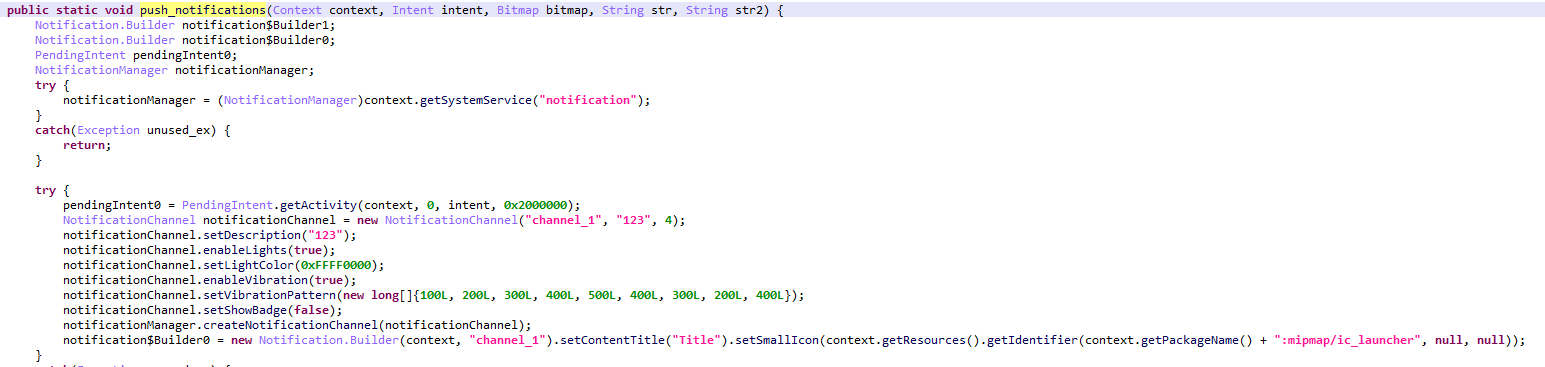 public static void push_notifications(Context context, Intent intent, Bitmap bitmap, String str, String str2) {
Notification.Builder notification$Builder1;
Notification.Builder notification$Builder0;
PendingIntent pendingIntent0;
NotificationManager notificationManager;
try {
notificationManager = (NotificationManager)context.getSystemService("notification");
}
catch(Exception unused_ex) {
return;
}
try {
pendingIntent0 = PendingIntent.getActivity(context, 0, intent, 0x2000000);
NotificationChannel notificationChannel = new NotificationChannel("channel_1", "123", 4);
notificationChannel.setDescription("123");
notificationChannel.enableLights(true);
notificationChannel.setLightColor(0xFFFF0000);
notificationChannel.enableVibration(true);
notificationChannel.setVibrationPattern(new long[]{100L, 200L, 300L, 400L, 500L, 400L, 300L, 200L, 400L});
notificationChannel.setShowBadge(false);
notificationManager.createNotificationChannel(notificationChannel);
notification$Builder0 = new Notification.Builder(context, "channel_1").setContentTitle("Title").setSmallIcon(context.getResources().getIdentifier(context.getPackageName() + ":mipmap/ic_launcher", null, null));
}